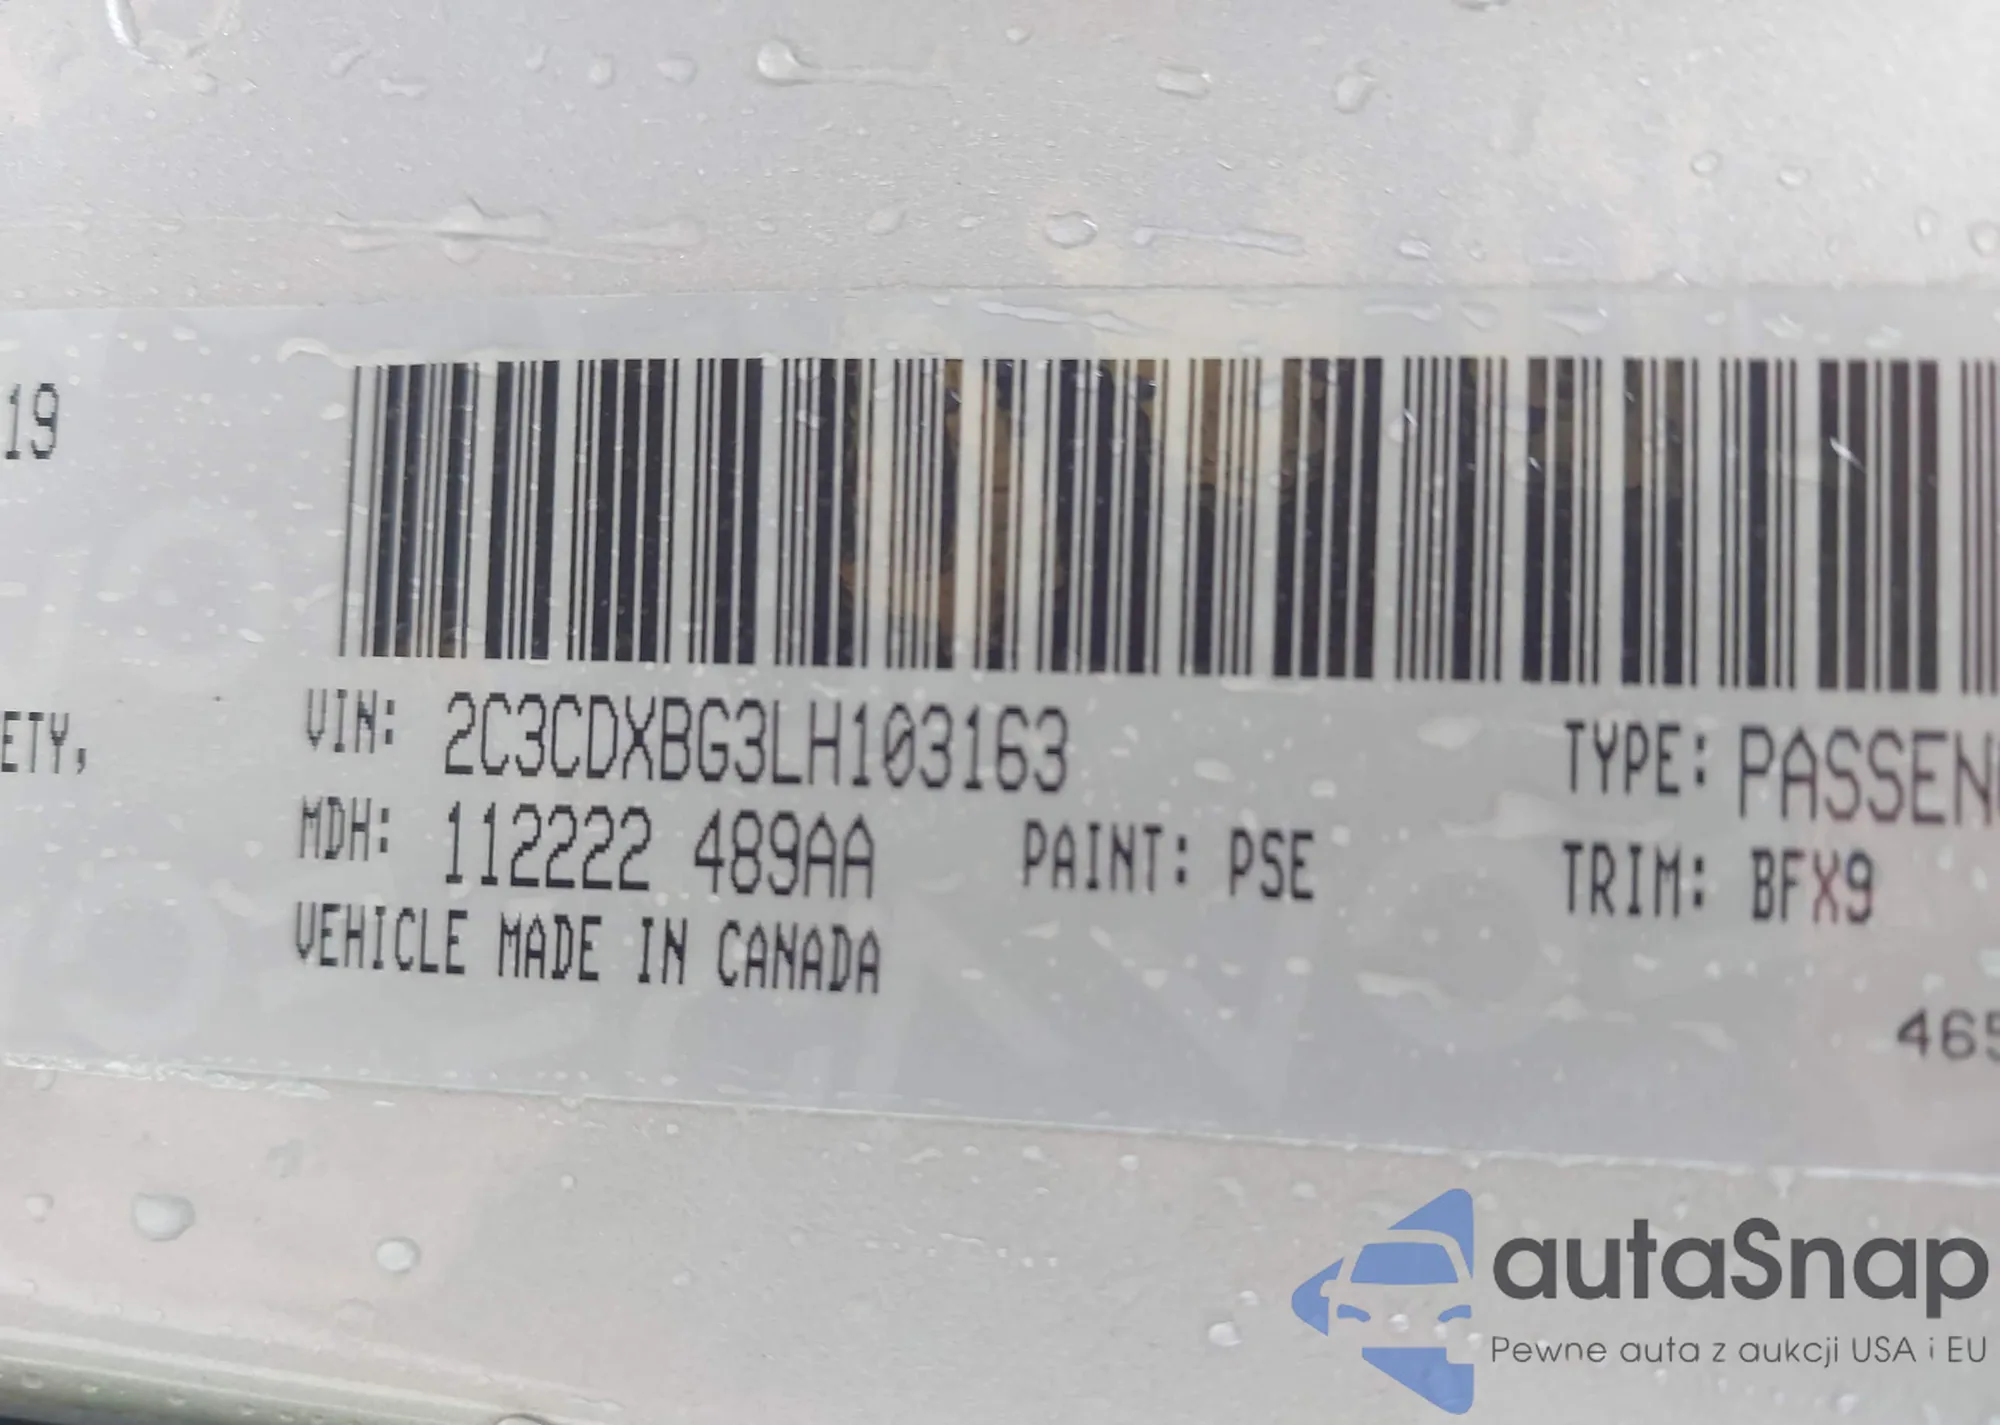 19
ETY,
VIN: 2C3CDXBG3LH103163
TYPE: PASSEN
MDH: 112222 489AA PAINT: PSE
TRIM: BFX9
VEHICLE MADE IN CANADA
465
autaSnap
Pewne auta z aukcji USA i EU